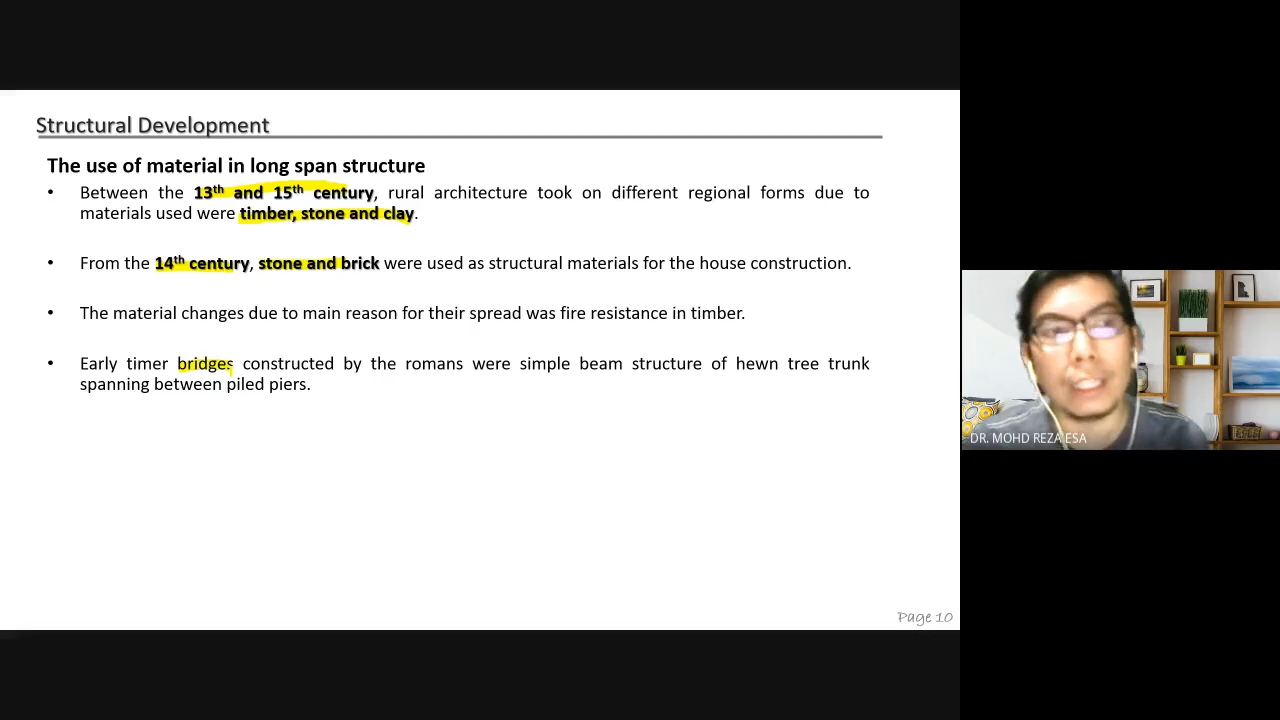 Structural Development
The use of material in long span structure
• Between the 13th and 15th century, rural architecture took on different regional forms due to
materials used were timber, stone and clay.
• From the 14th century, stone and brick were used as structural materials for the house construction.
• The material changes due to main reason for their spread was fire resistance in timber.
• Early timer bridges constructed by the romans were simple beam structure of hewn tree trunk
spanning between piled piers.
DR. MOHD REZA ESA
Page 10